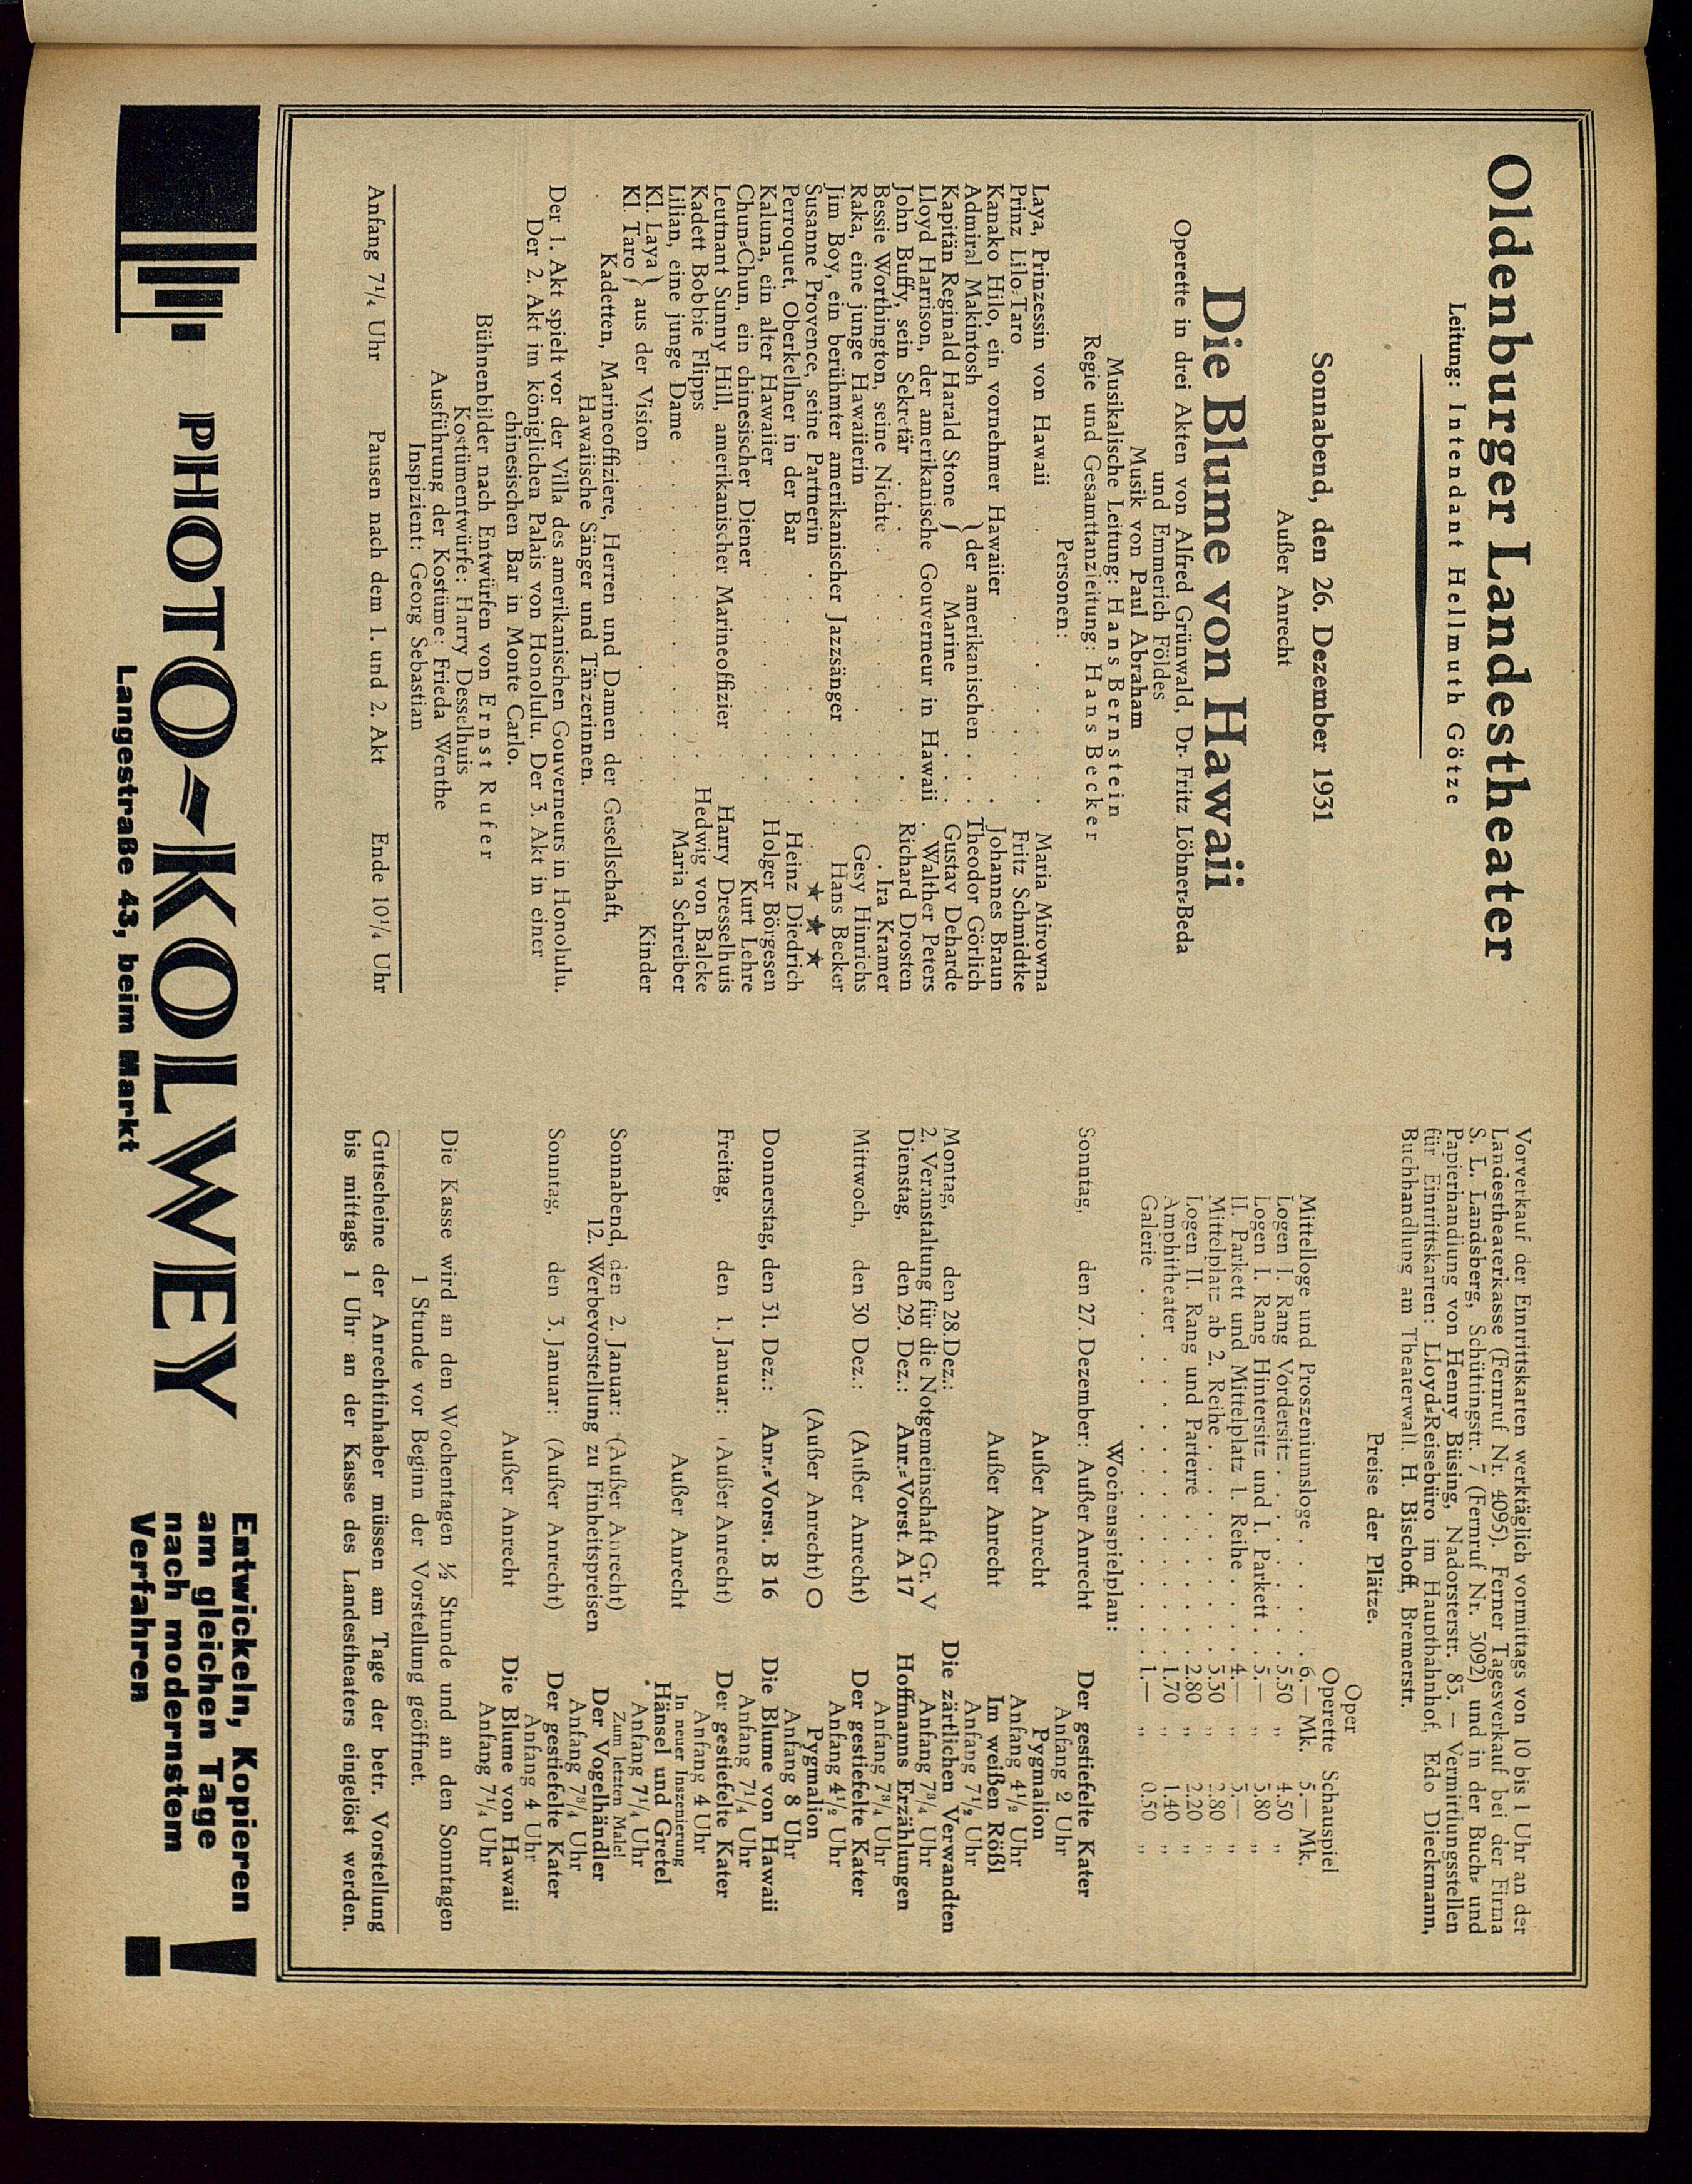 Oldenburger Landestheater
Leitung: Intendant Hellmuth Götze
Sonnabend, den 26. Dezember 1931
Außer Anrecht
Die Blume von Hawaii
Operette in drei Akten von Alfred Grünwald, Dr. Fritz Löhner-Beda
und Emmerich Földes
Musik von Paul Abraham
Musikalische Leitung: Hans Bernstein
Regie und Gesamttanzleitung: Hans Becker
Personen:
Laya, Prinzessin von Hawaii . . . . . Maria Mirowna
Prinz Lilo-Taro . . . . . Fritz Schmidtke
Kanako Hilo, ein vornehmer Hawaiier . . . . Johannes Braun
Admiral Makintosh } der amerikanischen . . . Theodor Görlich
Kapitän Reginald Harald Stone } Marine . . . Gustav Deharde
Lloyd Harrison, der amerikanische Gouverneur in Hawaii . Walther Peters
John Buffy, sein Sekretär . . . . . Richard Drosten
Bessie Worthington, seine Nichte . . . . . Ira Kramer
Raka, eine junge Hawaiierin . . . . . Gesy Hinrichs
Jim Boy, ein berühmter amerikanischer Jazzsänger . . . Hans Becker
Susanne Provence, seine Partnerin . . . . . ★ ★ ★
Perroquet, Oberkellner in der Bar . . . . . Heinz Diedrich
Kaluna, ein alter Hawaiier . . . . . Holger Börgesen
Chun-Chun, ein chinesischer Diener . . . . . Kurt Lehre
Leutnant Sunny Hill, amerikanischer Marineoffizier . . Harry Dresselhuis
Kadett Bobbie Flipps . . . . . Hedwig von Balcke
Lilian, eine junge Dame . . . . . Maria Schreiber
Kl. Laya } aus der Vision . . . . . Kinder
Kl. Taro }
Kadetten, Marineoffiziere, Herren und Damen der Gesellschaft,
Hawaiische Sänger und Tänzerinnen.
Der 1. Akt spielt vor der Villa des amerikanischen Gouverneurs in Honolulu.
Der 2. Akt im königlichen Palais von Honolulu. Der 3. Akt in einer
chinesischen Bar in Monte Carlo.
Bühnenbilder nach Entwürfen von Ernst Rufer
Kostümentwürfe: Harry Desselhuis
Ausführung der Kostüme: Frieda Wenthe
Inspizient: Georg Sebastian
Anfang 7¹/₄ Uhr Pausen nach dem 1. und 2. Akt Ende 10¹/₄ Uhr
Vorverkauf der Eintrittskarten werktäglich vormittags von 10 bis 1 Uhr an der
Landestheaterkasse (Fernruf Nr. 4095). Ferner Tagesverkauf bei der Firma
S. L. Landsberg, Schüttingstr. 7 (Fernruf Nr. 3092) und in der Buch- und
Papierhandlung von Henny Büsing, Nadorsterstr. 85. — Vermittlungsstellen
für Eintrittskarten: Lloyd-Reisebüro im Hauptbahnhof, Edo Dieckmann,
Buchhandlung am Theaterwall. H. Bischoff, Bremerstr.
Preise der Plätze.
Oper
Operette Schauspiel
Mittelloge und Proszeniumsloge . . . . . 6.— Mk. 5.— Mk.
Logen I. Rang Vordersitz . . . . . 5.50 „ 4.50 „
Logen I. Rang Hintersitz und I. Parkett . . 5.— „ 3.80 „
II. Parkett und Mittelplatz 1. Reihe . . . 4.— „ 3.— „
Mittelplatz ab 2. Reihe . . . . . 3.30 „ 2.80 „
Logen II. Rang und Parterre . . . . . 2.80 „ 2.20 „
Amphitheater . . . . . 1.70 „ 1.40 „
Galerie . . . . . 1.— „ 0.50 „
Wochenspielplan:
Sonntag, den 27. Dezember: Außer Anrecht Der gestiefelte Kater
Anfang 2 Uhr
Außer Anrecht Pygmalion
Anfang 4¹/₂ Uhr
Außer Anrecht Im weißen Rößl
Anfang 7¹/₂ Uhr
Montag, den 28. Dez.: Die zärtlichen Verwandten
2. Veranstaltung für die Notgemeinschaft Gr. V Anfang 7³/₄ Uhr
Dienstag, den 29. Dez.: Anr.-Vorst. A 17 Hoffmanns Erzählungen
Anfang 7³/₄ Uhr
Mittwoch, den 30 Dez.: (Außer Anrecht) Der gestiefelte Kater
Anfang 4¹/₂ Uhr
(Außer Anrecht) O Pygmalion
Anfang 8 Uhr
Donnerstag, den 31. Dez.: Anr.-Vorst. B 16 Die Blume von Hawaii
Anfang 7¹/₄ Uhr
Freitag, den 1. Januar: (Außer Anrecht) Der gestiefelte Kater
Anfang 4 Uhr
In neuer Inszenierung
Außer Anrecht Hänsel und Gretel
Anfang 7¹/₄ Uhr
Zum letzten Male!
Sonnabend, den 2. Januar: (Außer Anrecht) Der Vogelhändler
12. Werbevorstellung zu Einheitspreisen Anfang 7³/₄ Uhr
Sonntag, den 3. Januar: (Außer Anrecht) Der gestiefelte Kater
Anfang 4 Uhr
Außer Anrecht Die Blume von Hawaii
Anfang 7¹/₄ Uhr
Die Kasse wird an den Wochentagen ½ Stunde und an den Sonntagen
1 Stunde vor Beginn der Vorstellung geöffnet.
Gutscheine der Anrechtinhaber müssen am Tage der betr. Vorstellung
bis mittags 1 Uhr an der Kasse des Landestheaters eingelöst werden.
PHOTO-KOLWEY
Langestraße 43, beim Markt
Entwickeln, Kopieren
am gleichen Tage
nach modernstem
Verfahren !